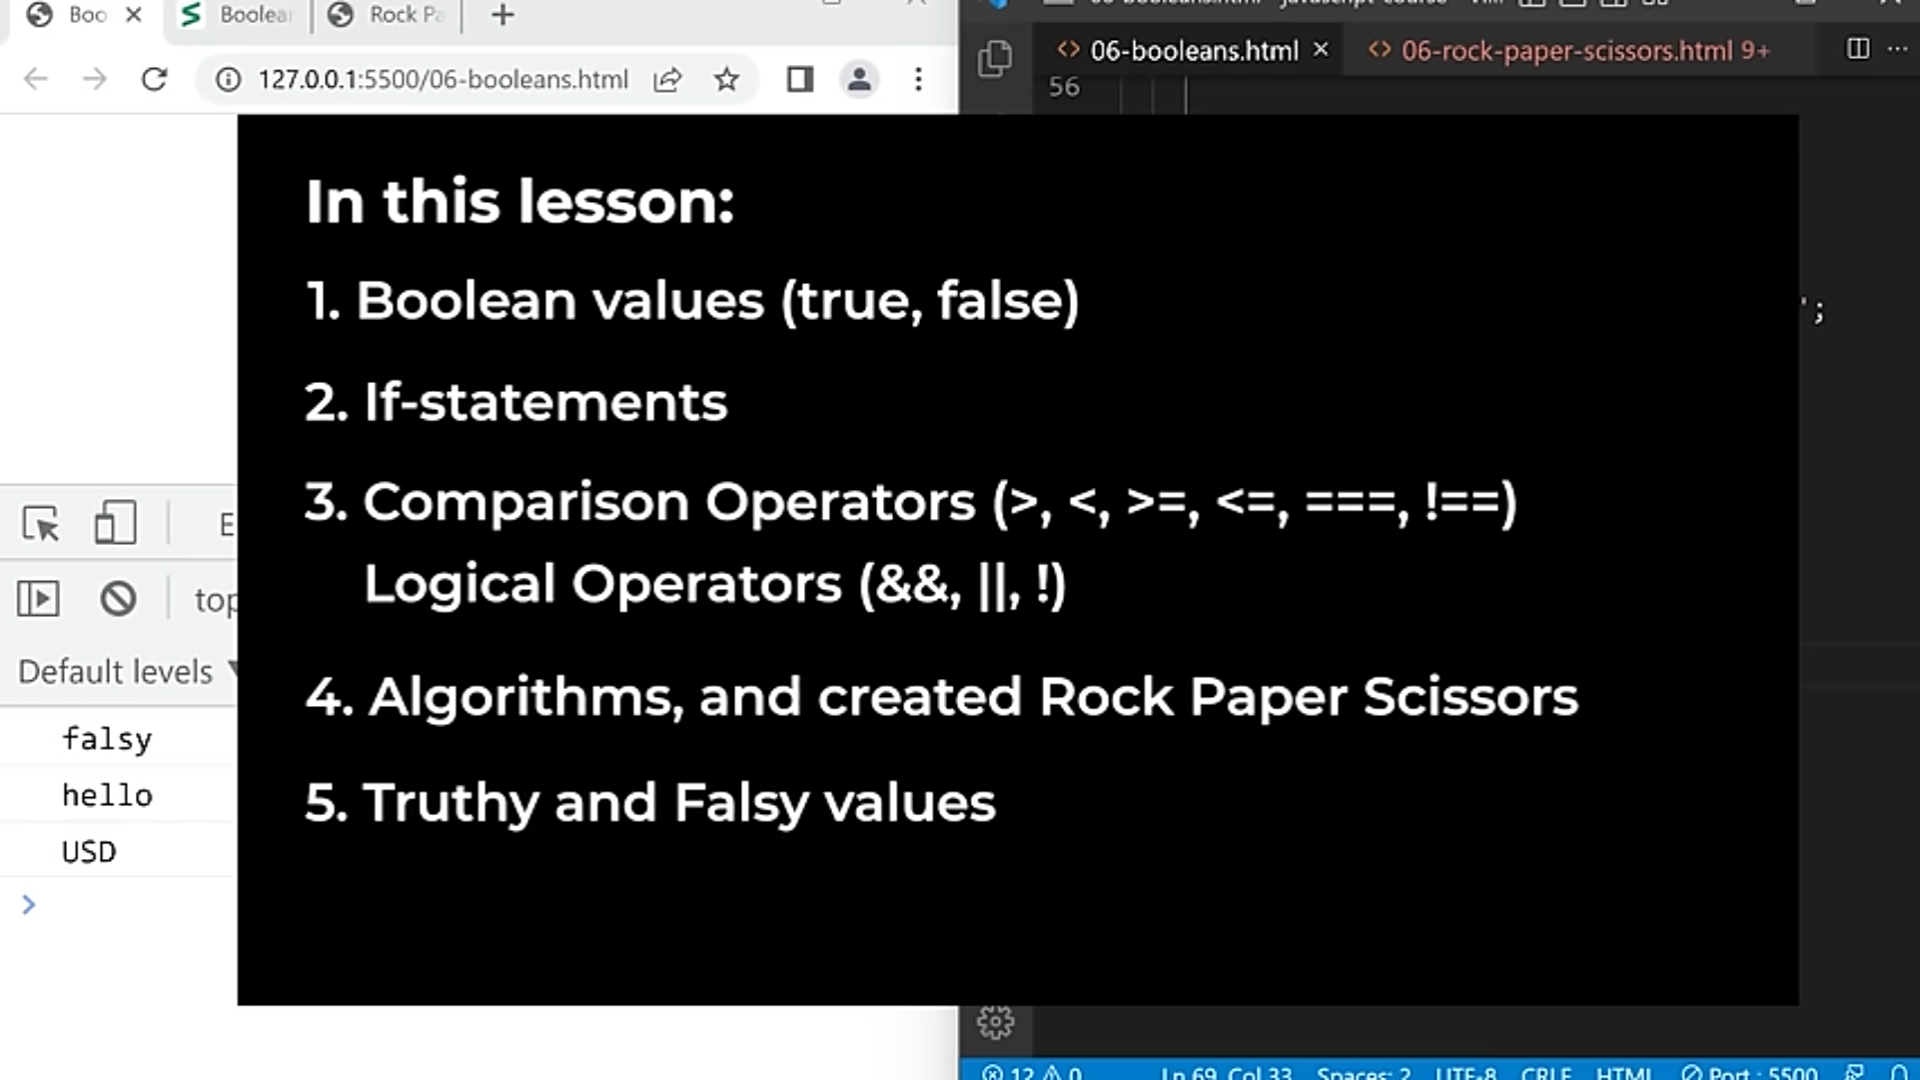 Boo
Boolear
Rock Pa
127.0.0.1:5500/06-booleans.html
06-booleans.html
06-rock-paper-scissors.html 9+
56
';
In this lesson:
1. Boolean values (true, false)
2. If-statements
3. Comparison Operators (>, <, >=, <=, ===, !==)
Logical Operators (&&, ||, !)
4. Algorithms, and created Rock Paper Scissors
5. Truthy and Falsy values
E
top
Default levels
falsy
hello
USD
12 0 Ln 69, Col 33 Spaces: 2 UTF-8 CRLF HTML Port : 5500